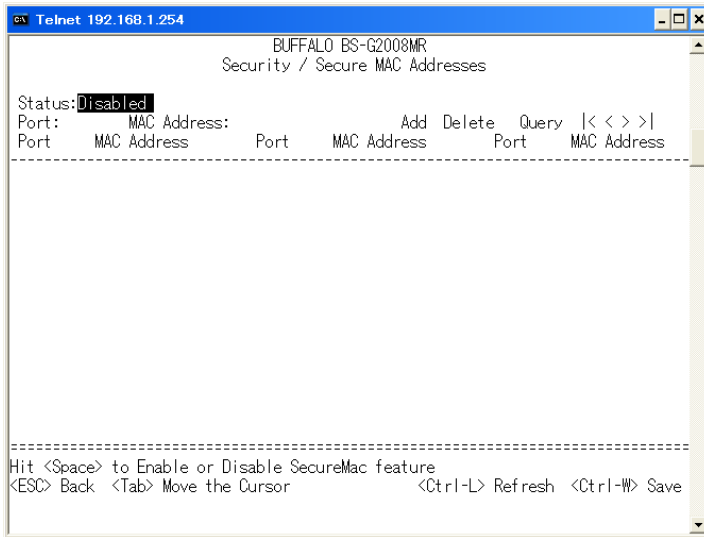 Telnet 192.168.1.254
BUFFALO BS-G2008MR
Security / Secure MAC Addresses
Status:Disabled
Port: MAC Address: Add Delete Query |< < > >|
Port MAC Address Port MAC Address Port MAC Address
Hit <Space> to Enable or Disable SecureMac feature
<ESC> Back <Tab> Move the Cursor <Ctrl-L> Refresh <Ctrl-W> Save